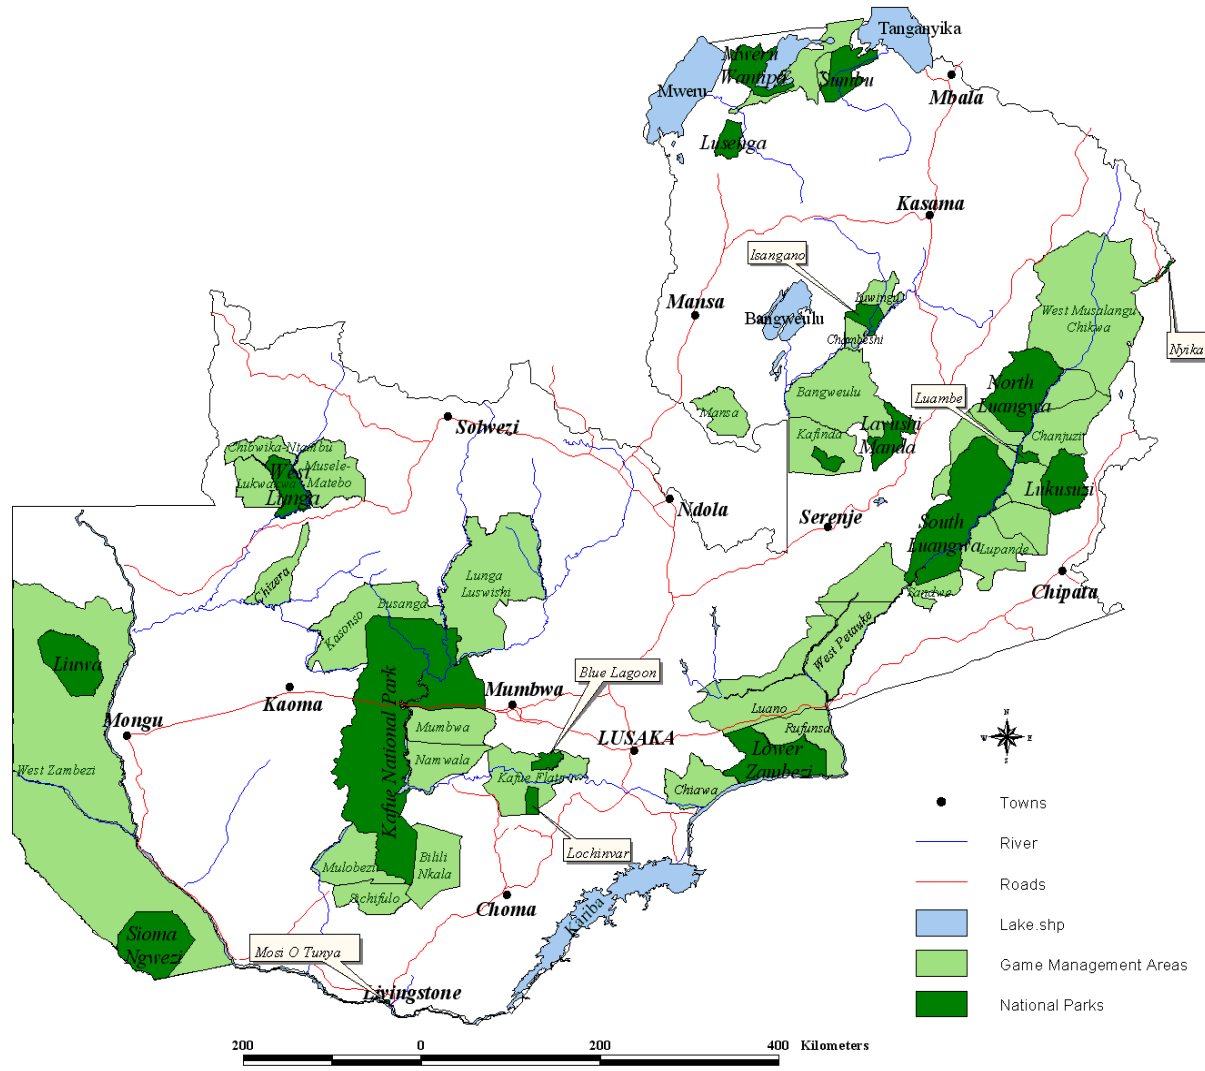 Tanganyika
Mweru
Wantipa
Sumbu
Mweru
Mbala
Lusenga
Kasama
Isangano
Luwingu
Mansa
Bangweulu
Chambeshi
West Musalangu
Chikwa
Nyika
North
Luangwa
Luambe
Bangweulu
Mansa
Kafinda
Lavushi
Manda
Chanjuzi
Solwezi
Chibwika-Ntambu
Lukwakwa
West
Lunga
Musele-
Matebo
Ndola
Serenje
South
Luangwa
Lukusuzi
Lupande
Sandwe
Chipata
Chizera
Lunga
Luswishi
Busanga
Kasonso
Liuwa
West Petauke
Blue Lagoon
Kaoma
Mumbwa
Mongu
Kafue National Park
Mumbwa
Namwala
LUSAKA
Luano
Rufunsa
Lower
Zambezi
West Zambezi
Kafue Flats
Chiawa
Lochinvar
Mulobezi
Bilili
Nkala
Sichifulo
Choma
Kariba
Sioma
Ngwezi
Mosi O Tunya
Livingstone
N
W
E
S
Towns
River
Roads
Lake.shp
Game Management Areas
National Parks
200
0
200
400
Kilometers